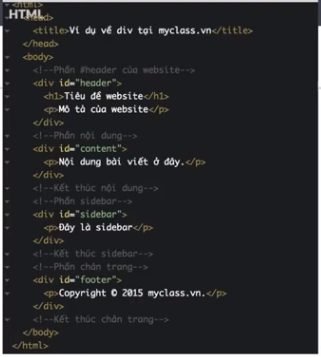 <html>
HTML
<head>
<title>Ví dụ về div tại myclass.vn</title>
</head>
<body>
<!--Phần #header của website-->
<div id="header">
<h1>Tiêu đề website</h1>
<p>Mô tả của website</p>
</div>
<!--Phần nội dung-->
<div id="content">
<p>Nội dung bài viết ở đây.</p>
</div>
<!--Kết thúc nội dung-->
<!--Phần sidebar-->
<div id="sidebar">
<p>Đây là sidebar</p>
</div>
<!--Kết thúc sidebar-->
<!--Phần chân trang-->
<div id="footer">
<p>Copyright © 2015 myclass.vn.</p>
</div>
<!--Kết thúc chân trang-->
</body>
</html>